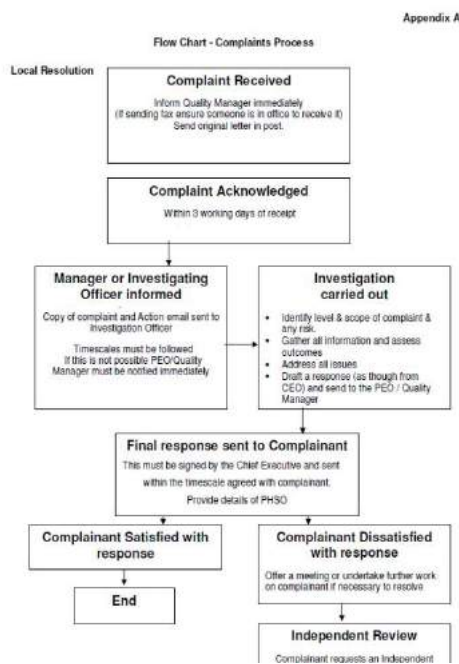 Appendix A
Flow Chart - Complaints Process
Local Resolution
Complaint Received
Inform Quality Manager immediately
(If sending fax ensure someone is in office to receive it)
Send original letter in post.
Complaint Acknowledged
Within 3 working days of receipt
Manager or Investigating
Officer informed
Copy of complaint and Action email sent to
Investigation Officer
Timescales must be followed
If this is not possible PEO/Quality
Manager must be notified immediately
Investigation
carried out
• Identify level & scope of complaint &
any risk.
• Gather all information and assess
outcomes
• Address all issues
• Draft a response (as though from
CEO) and send to the PEO / Quality
Manager
Final response sent to Complainant
This must be signed by the Chief Executive and sent
within the timescale agreed with complainant.
Provide details of PHSO
Complainant Satisfied with
response
End
Complainant Dissatisfied
with response
Offer a meeting or undertake further work
on complainant if necessary to resolve
Independent Review
Complainant requests an Independent